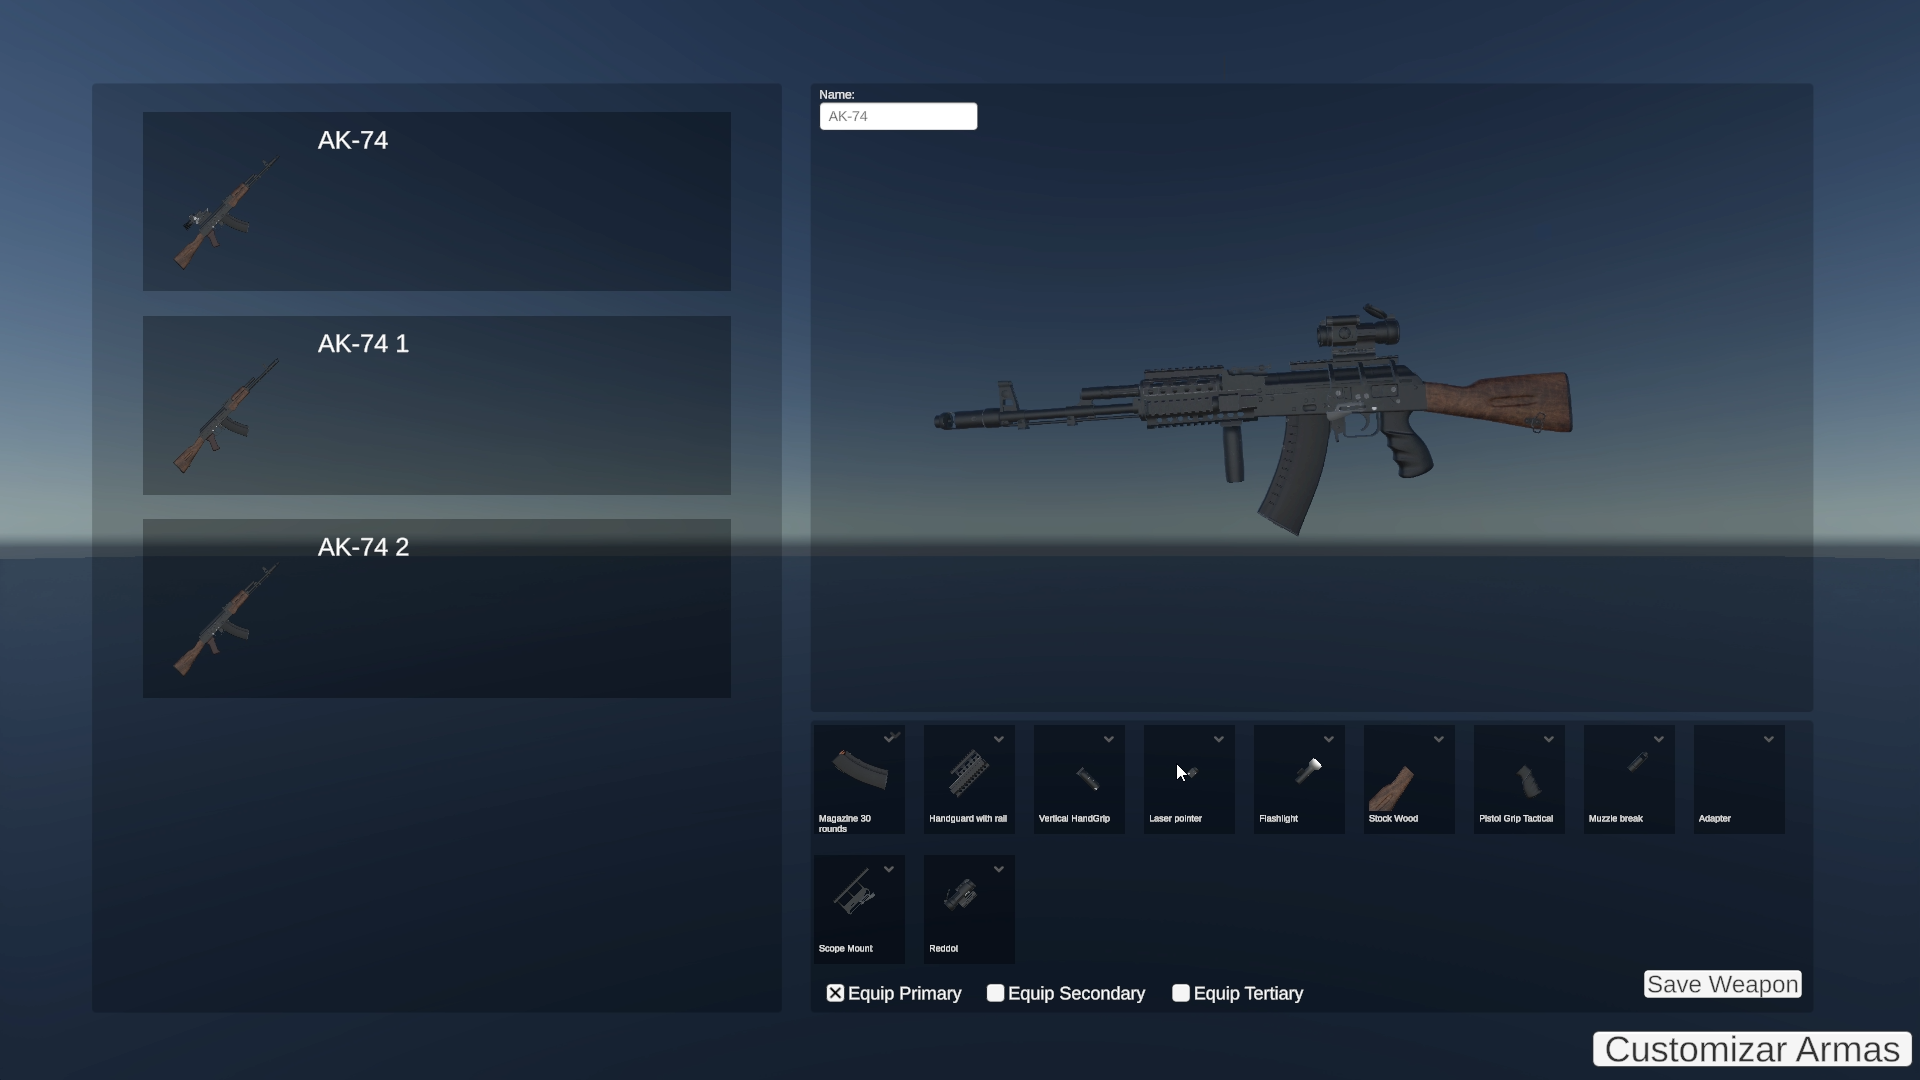 AK-74
AK-74 1
AK-74 2
Name:
AK-74
Magazine 30
rounds
Handguard with rail
Vertical HandGrip
Laser pointer
Flashlight
Stock Wood
Pistol Grip Tactical
Muzzle break
Adapter
Scope Mount
Reddot
Equip Primary
Equip Secondary
Equip Tertiary
Save Weapon
Customizar Armas